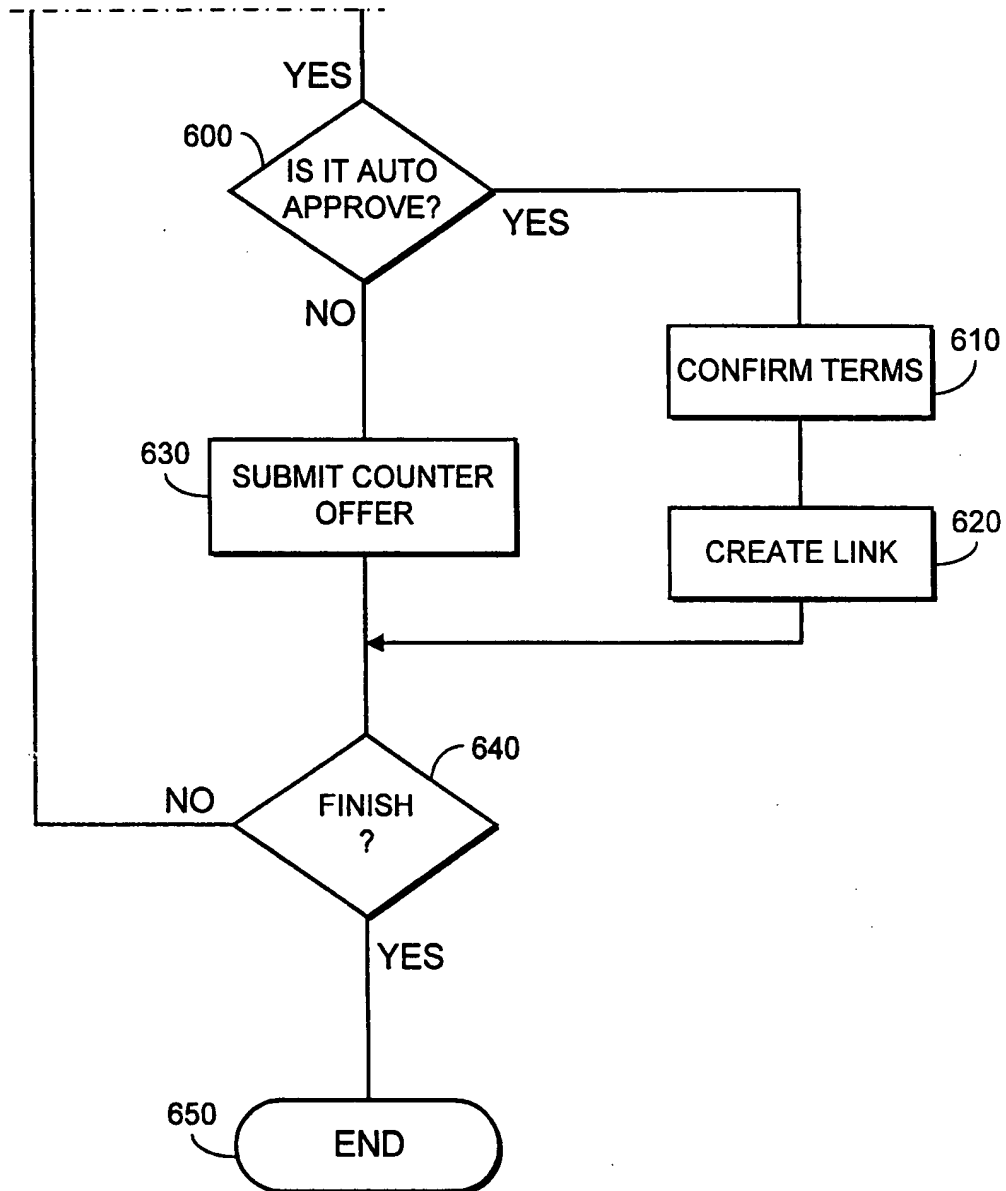 YES
600
IS IT AUTO
APPROVE?
YES
NO
610
CONFIRM TERMS
630
SUBMIT COUNTER
OFFER
620
CREATE LINK
640
NO
FINISH
?
YES
650
END